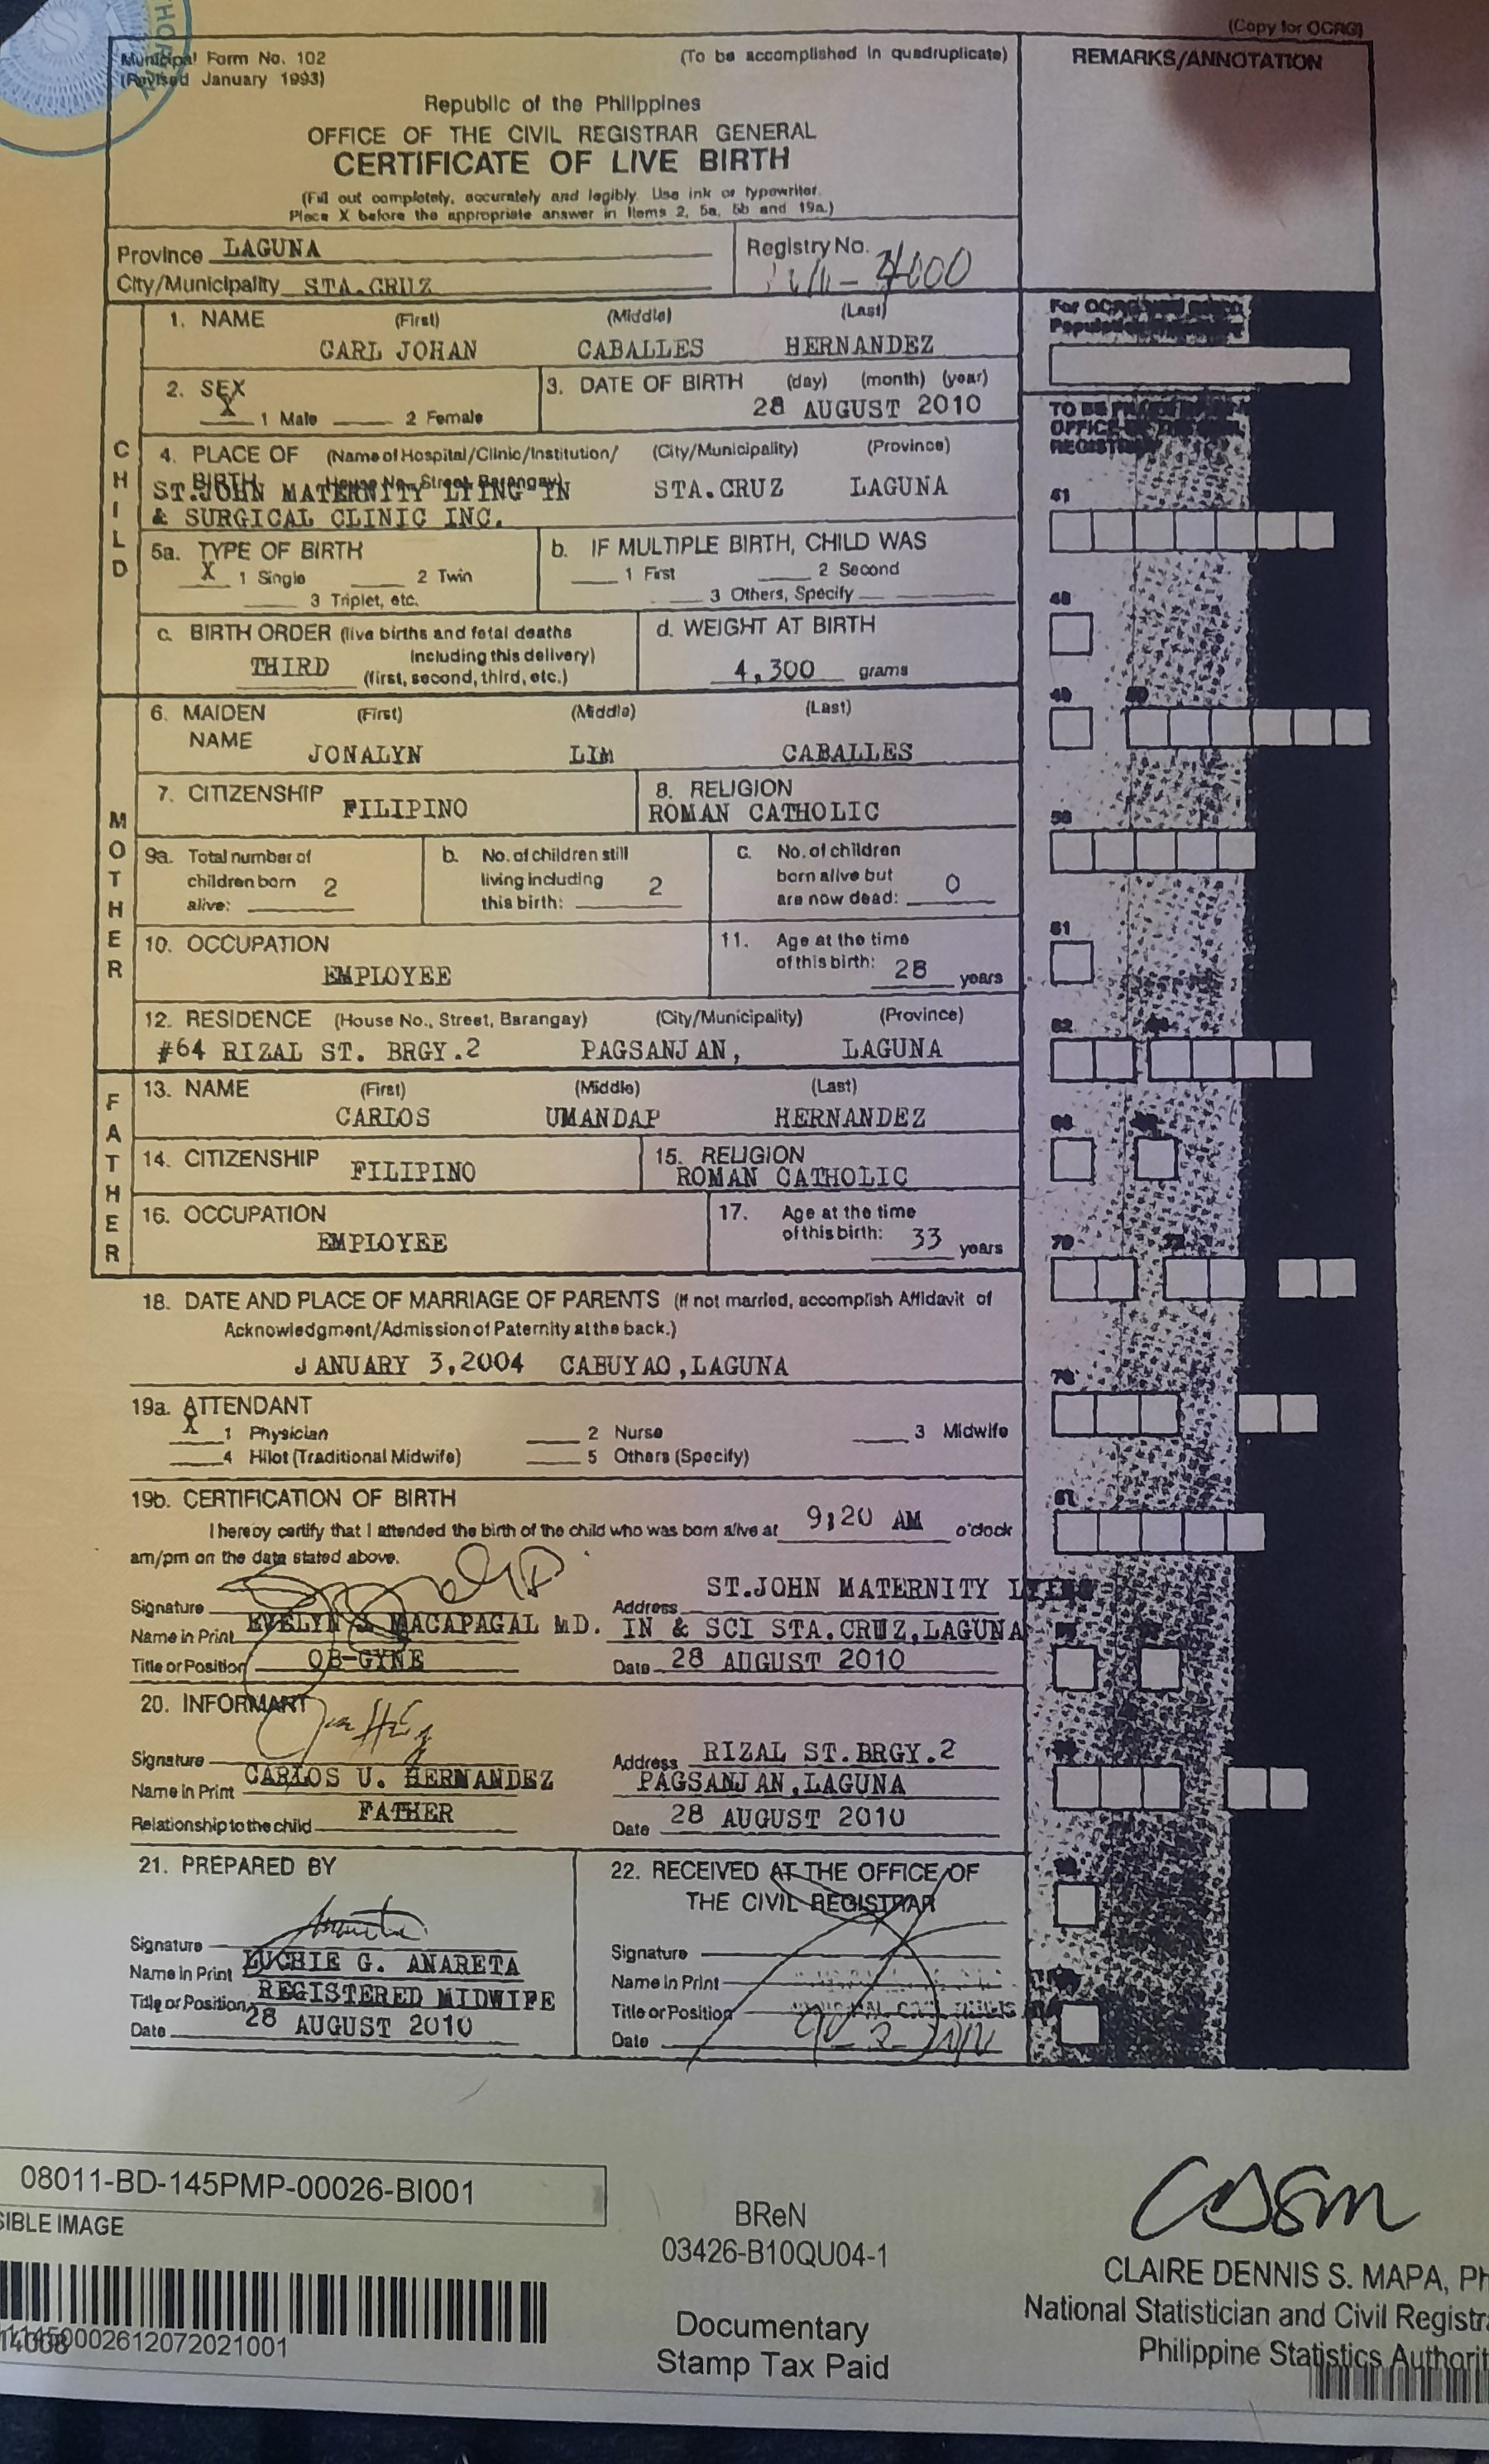 (Copy for OCRG)
Municipal Form No. 102
(Revised January 1993)
(To be accomplished in quadruplicate)
REMARKS/ANNOTATION
Republic of the Philippines
OFFICE OF THE CIVIL REGISTRAR GENERAL
CERTIFICATE OF LIVE BIRTH
(Fill out completely, accurately and legibly. Use ink or typewriter.
Place X before the appropriate answer in Items 2, 5a, 5b and 19a.)
Province LAGUNA
Registry No.
City/Municipality STA.CRUZ
CHILD
1. NAME (First) (Middle) (Last)
CARL JOHAN CABALLES HERNANDEZ
2. SEX
X 1 Male 2 Female
3. DATE OF BIRTH (day) (month) (year)
28 AUGUST 2010
4. PLACE OF BIRTH (Name of Hospital/Clinic/Institution/ (City/Municipality) (Province)
House No., Street, Barangay)
ST.JOHN MATERNITY LYING-IN STA.CRUZ LAGUNA
& SURGICAL CLINIC INC.
5a. TYPE OF BIRTH
X 1 Single 2 Twin
3 Triplet, etc.
b. IF MULTIPLE BIRTH, CHILD WAS
1 First 2 Second
3 Others, Specify
c. BIRTH ORDER (live births and fetal deaths
including this delivery)
THIRD (first, second, third, etc.)
d. WEIGHT AT BIRTH
4,300 grams
MOTHER
6. MAIDEN NAME (First) (Middle) (Last)
JONALYN LIM CABALLES
7. CITIZENSHIP FILIPINO
8. RELIGION
ROMAN CATHOLIC
9a. Total number of
children born
alive: 2
b. No. of children still
living including
this birth: 2
c. No. of children
born alive but
are now dead: 0
10. OCCUPATION
EMPLOYEE
11. Age at the time
of this birth: 28 years
12. RESIDENCE (House No., Street, Barangay) (City/Municipality) (Province)
#64 RIZAL ST. BRGY.2 PAGSANJAN, LAGUNA
FATHER
13. NAME (First) (Middle) (Last)
CARLOS UMANDAP HERNANDEZ
14. CITIZENSHIP FILIPINO
15. RELIGION
ROMAN CATHOLIC
16. OCCUPATION
EMPLOYEE
17. Age at the time
of this birth: 33 years
18. DATE AND PLACE OF MARRIAGE OF PARENTS (If not married, accomplish Affidavit of
Acknowledgment/Admission of Paternity at the back.)
JANUARY 3,2004 CABUYAO,LAGUNA
19a. ATTENDANT
X 1 Physician 2 Nurse 3 Midwife
4 Hilot (Traditional Midwife) 5 Others (Specify)
19b. CERTIFICATION OF BIRTH
I hereby certify that I attended the birth of the child who was born alive at 9:20 AM o'clock
am/pm on the date stated above.
Signature
Name in Print EVELYN S. MACAPAGAL MD.
Title or Position OB-GYNE
Address ST.JOHN MATERNITY LYING
IN & SCI STA.CRUZ,LAGUNA
Date 28 AUGUST 2010
20. INFORMANT
Signature
Name in Print CARLOS U. HERNANDEZ
Relationship to the child FATHER
Address RIZAL ST.BRGY.2
PAGSANJAN,LAGUNA
Date 28 AUGUST 2010
21. PREPARED BY
Signature
Name in Print LUCHIE G. ANARETA
Title or Position REGISTERED MIDWIFE
Date 28 AUGUST 2010
22. RECEIVED AT THE OFFICE OF
THE CIVIL REGISTRAR
Signature
Name in Print
Title or Position
Date
For OCRG
TO BE
OFFICE
REGISTRAR
41
48
49
61
08011-BD-145PMP-00026-BI001
SIBLE IMAGE
BReN
03426-B10QU04-1
Documentary
Stamp Tax Paid
CLAIRE DENNIS S. MAPA, PH
National Statistician and Civil Registra
Philippine Statistics Authorit